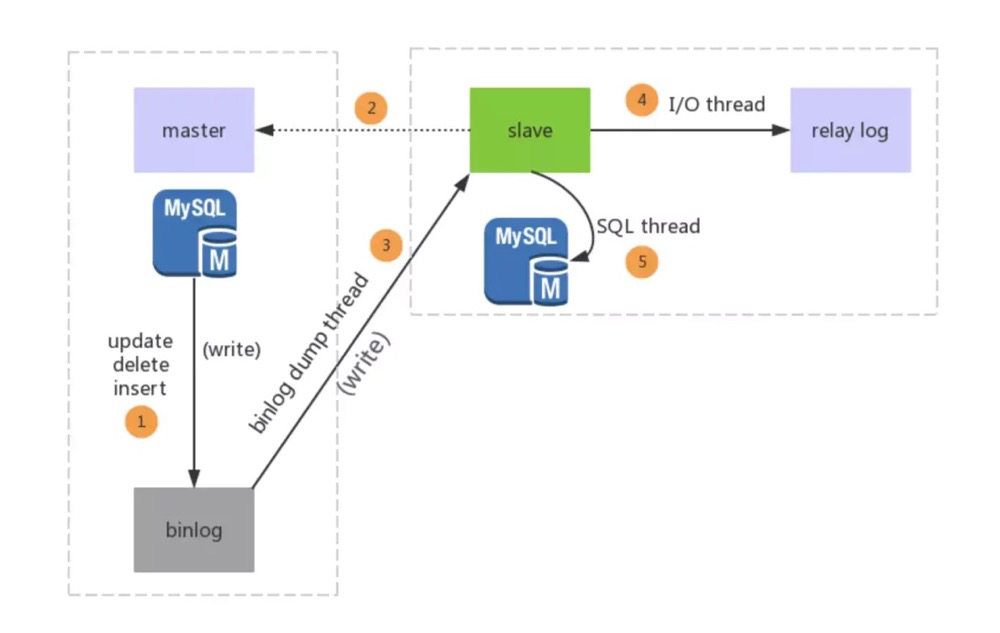 master
2
slave
4
I/O thread
relay log
MySQL
M
3
MySQL
M
SQL thread
5
update
delete
insert
(write)
1
binlog dump thread
(write)
binlog